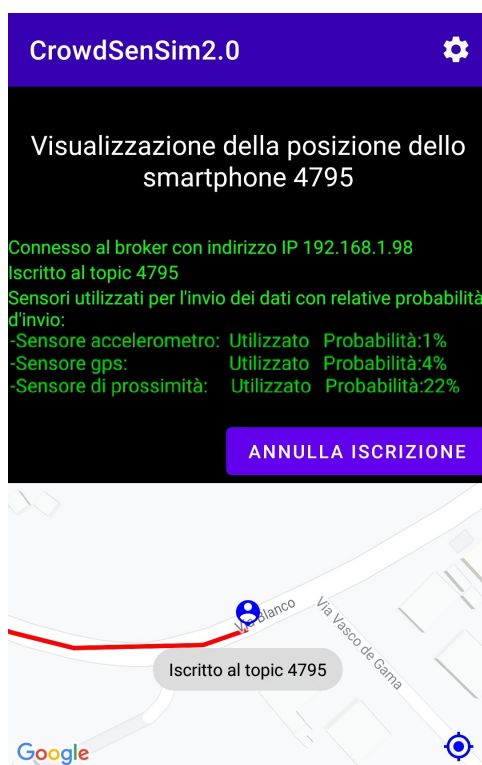 CrowdSenSim2.0
Visualizzazione della posizione dello
smartphone 4795
Connesso al broker con indirizzo IP 192.168.1.98
Iscritto al topic 4795
Sensori utilizzati per l'invio dei dati con relative probabilità
d'invio:
-Sensore accelerometro: Utilizzato Probabilità:1%
-Sensore gps: Utilizzato Probabilità:4%
-Sensore di prossimità: Utilizzato Probabilità:22%
ANNULLA ISCRIZIONE
Via Blanco
Via Vasco de Gama
Iscritto al topic 4795
Google